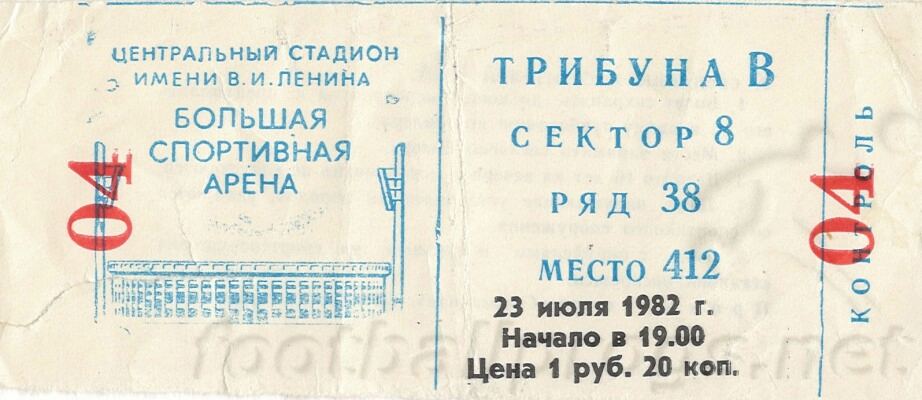 ЦЕНТРАЛЬНЫЙ СТАДИОН
ИМЕНИ В.И.ЛЕНИНА
БОЛЬШАЯ
СПОРТИВНАЯ
АРЕНА
04
ТРИБУНА В
СЕКТОР 8
РЯД 38
МЕСТО 412
23 июля 1982 г.
Начало в 19.00
Цена 1 руб. 20 коп.
04
КОНТРОЛЬ